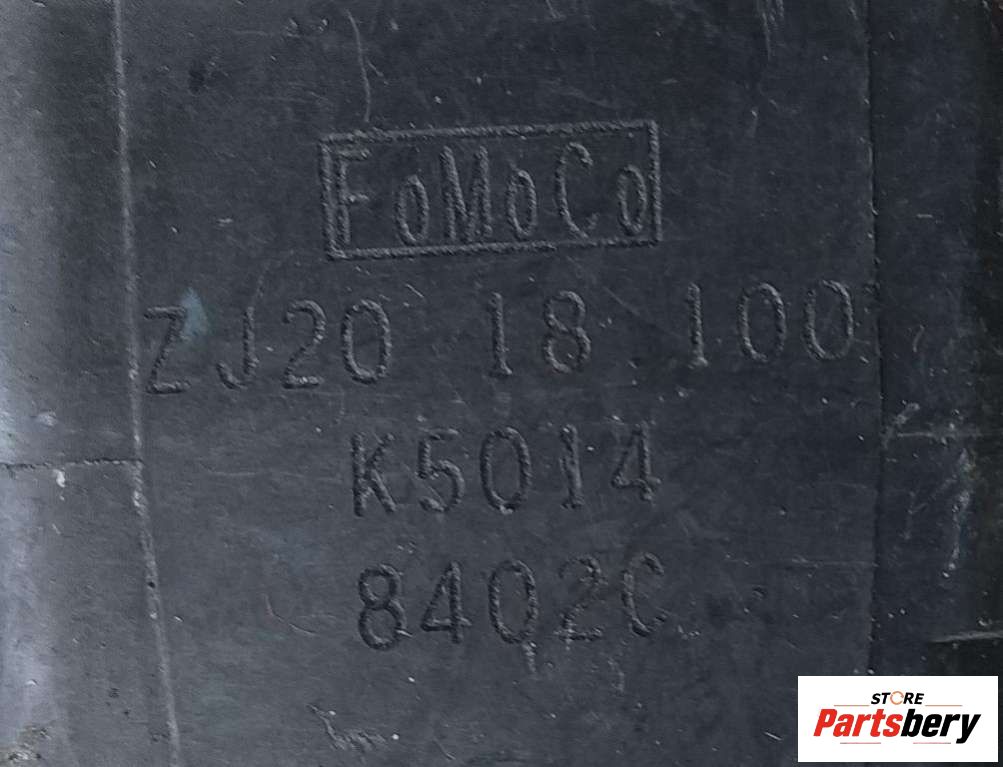 FoMoCo
ZJ20 18 100
K5014
8402C
STORE
Partsbery